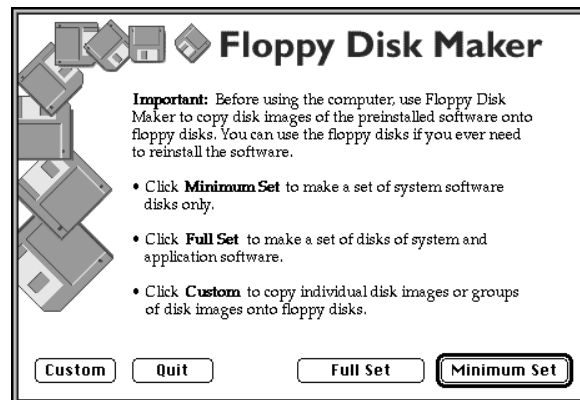 Floppy Disk Maker
Important: Before using the computer, use Floppy Disk
Maker to copy disk images of the preinstalled software onto
floppy disks. You can use the floppy disks if you ever need
to reinstall the software.
• Click Minimum Set to make a set of system software
disks only.
• Click Full Set to make a set of disks of system and
application software.
• Click Custom to copy individual disk images or groups
of disk images onto floppy disks.
Custom Quit Full Set Minimum Set